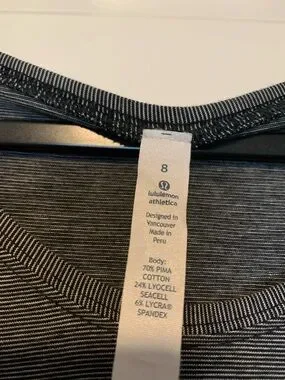 8
lululemon
athletica
Designed in
Vancouver
Made in
Peru
Body:
70% PIMA
COTTON
24% LYOCELL
SEACELL
6% LYCRA®
SPANDEX